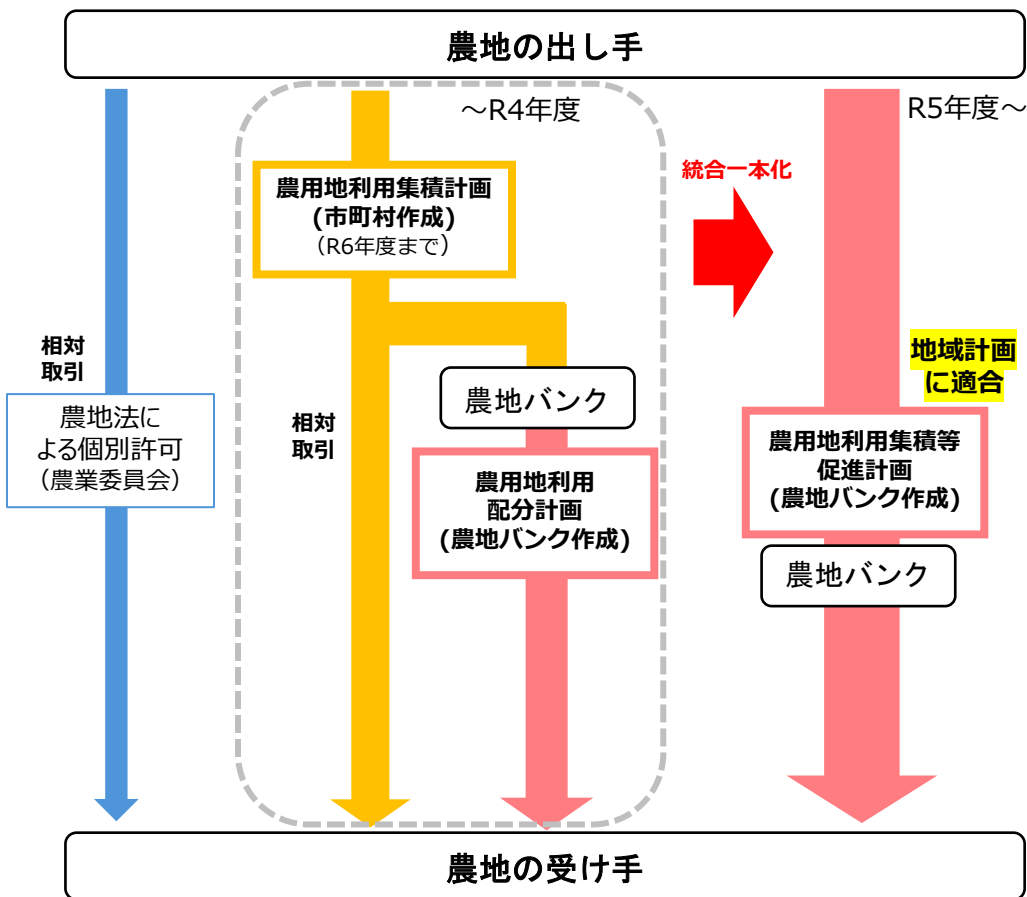 農地の出し手
～R4年度
R5年度～
農用地利用集積計画
(市町村作成)
（R6年度まで）
統合一本化
相対
取引
農地法に
よる個別許可
（農業委員会）
相対
取引
農地バンク
農用地利用
配分計画
(農地バンク作成)
地域計画
に適合
農用地利用集積等
促進計画
(農地バンク作成)
農地バンク
農地の受け手